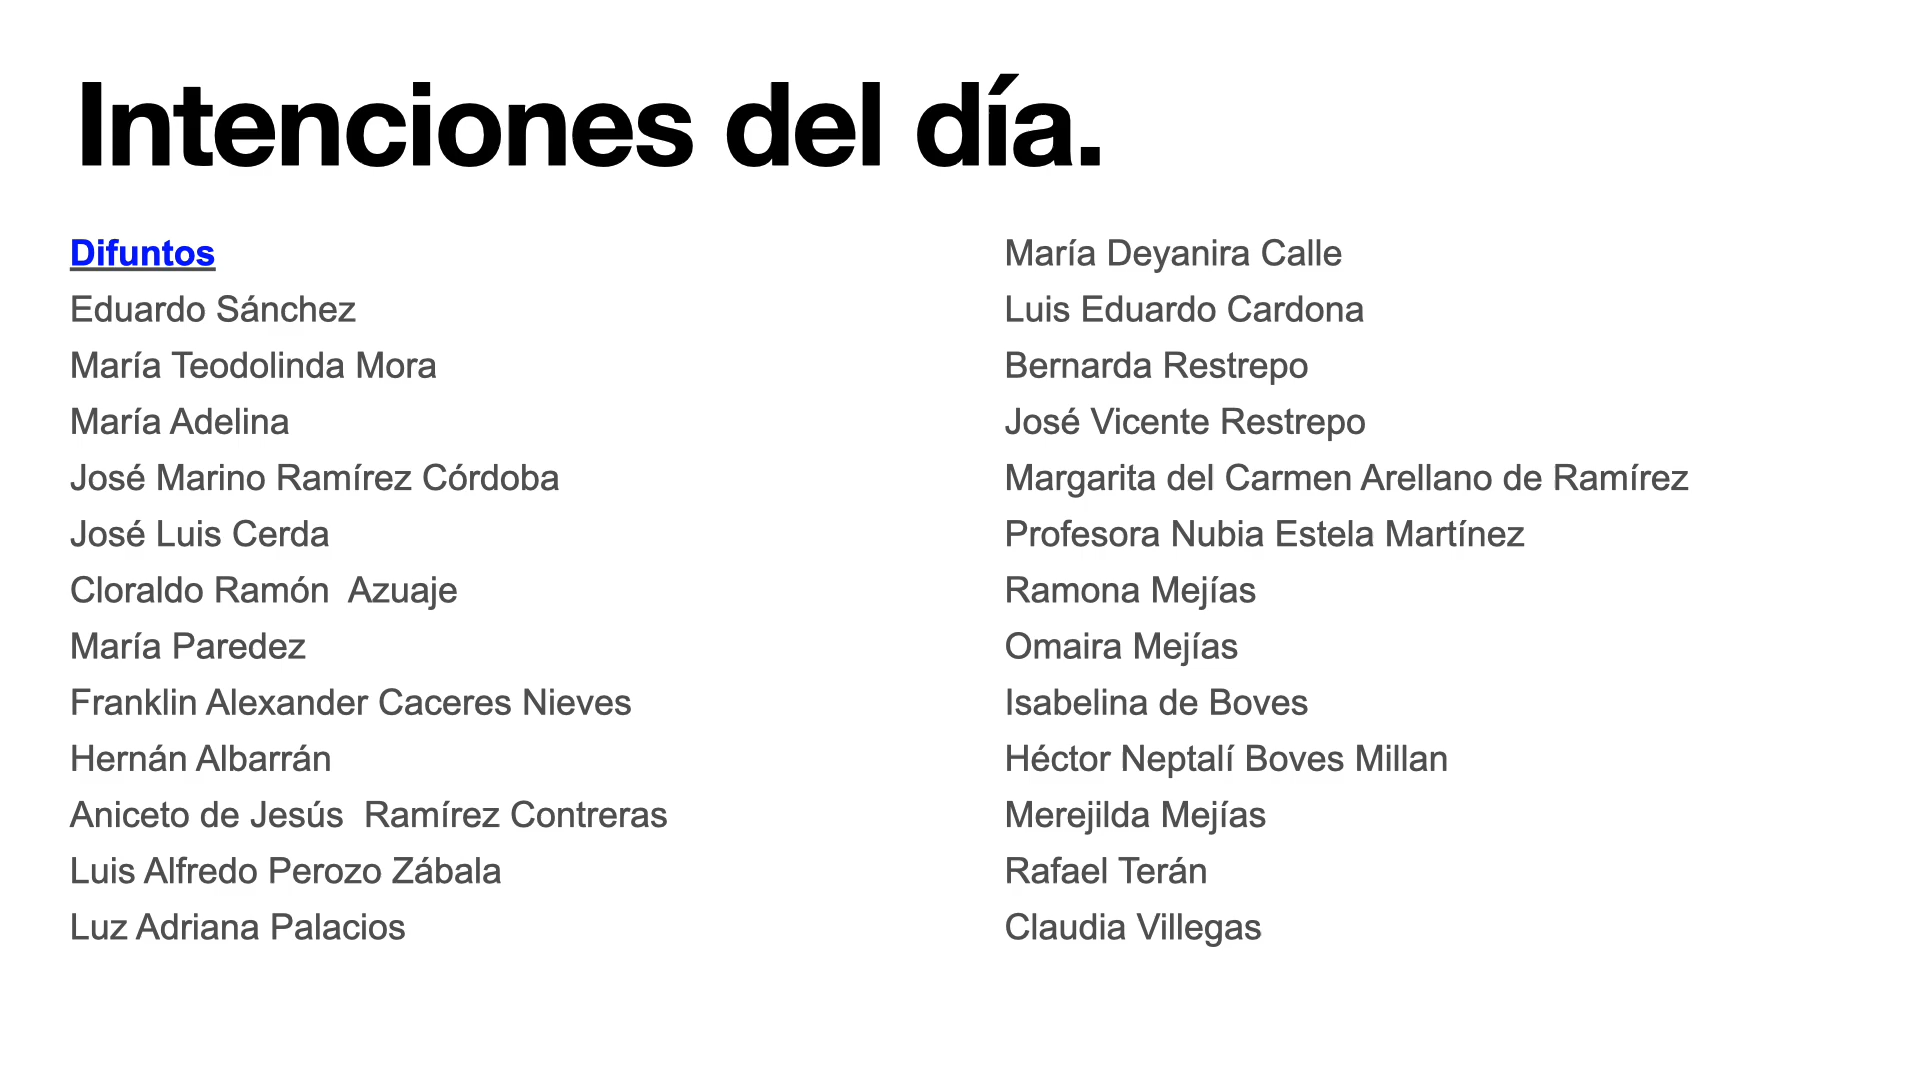 Intenciones del día.
Difuntos
Eduardo Sánchez
María Teodolinda Mora
María Adelina
José Marino Ramírez Córdoba
José Luis Cerda
Cloraldo Ramón  Azuaje
María Paredez
Franklin Alexander Caceres Nieves
Hernán Albarrán
Aniceto de Jesús  Ramírez Contreras
Luis Alfredo Perozo Zábala
Luz Adriana Palacios
María Deyanira Calle
Luis Eduardo Cardona
Bernarda Restrepo
José Vicente Restrepo
Margarita del Carmen Arellano de Ramírez
Profesora Nubia Estela Martínez
Ramona Mejías
Omaira Mejías
Isabelina de Boves
Héctor Neptalí Boves Millan
Merejilda Mejías
Rafael Terán
Claudia Villegas